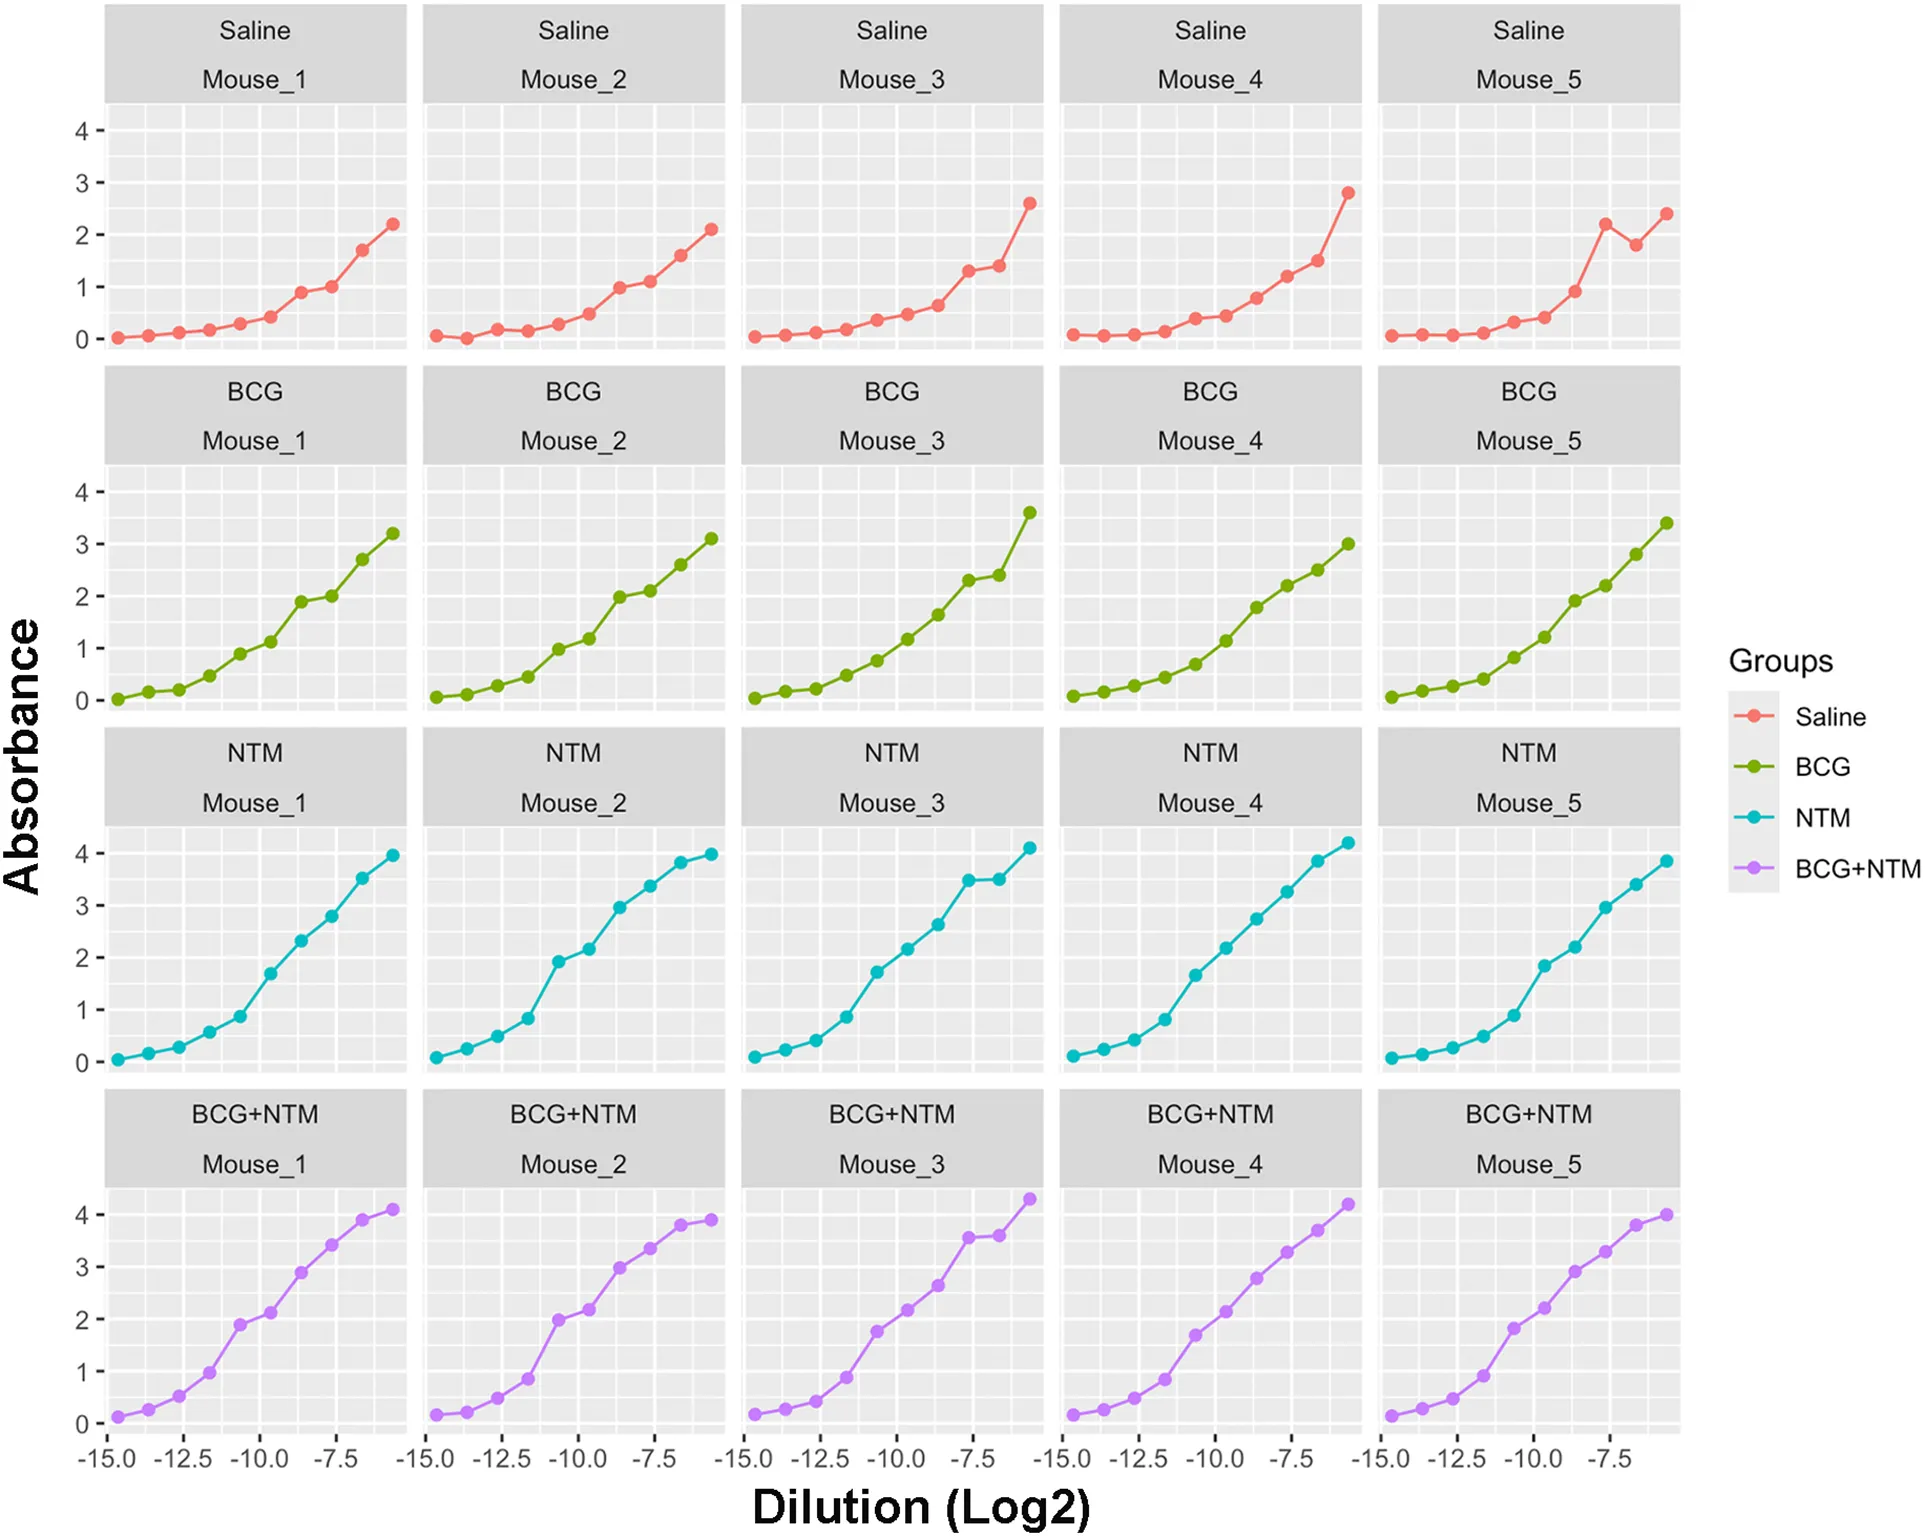 Saline Saline Saline Saline Saline
Mouse_1 Mouse_2 Mouse_3 Mouse_4 Mouse_5
4
3
2
1
0
BCG BCG BCG BCG BCG
Mouse_1 Mouse_2 Mouse_3 Mouse_4 Mouse_5
4
3
2
1
0
NTM NTM NTM NTM NTM
Mouse_1 Mouse_2 Mouse_3 Mouse_4 Mouse_5
4
3
2
1
0
BCG+NTM BCG+NTM BCG+NTM BCG+NTM BCG+NTM
Mouse_1 Mouse_2 Mouse_3 Mouse_4 Mouse_5
4
3
2
1
0
-15.0 -12.5 -10.0 -7.5 -15.0 -12.5 -10.0 -7.5 -15.0 -12.5 -10.0 -7.5 -15.0 -12.5 -10.0 -7.5 -15.0 -12.5 -10.0 -7.5
Dilution (Log2)
Absorbance
Groups
Saline
BCG
NTM
BCG+NTM